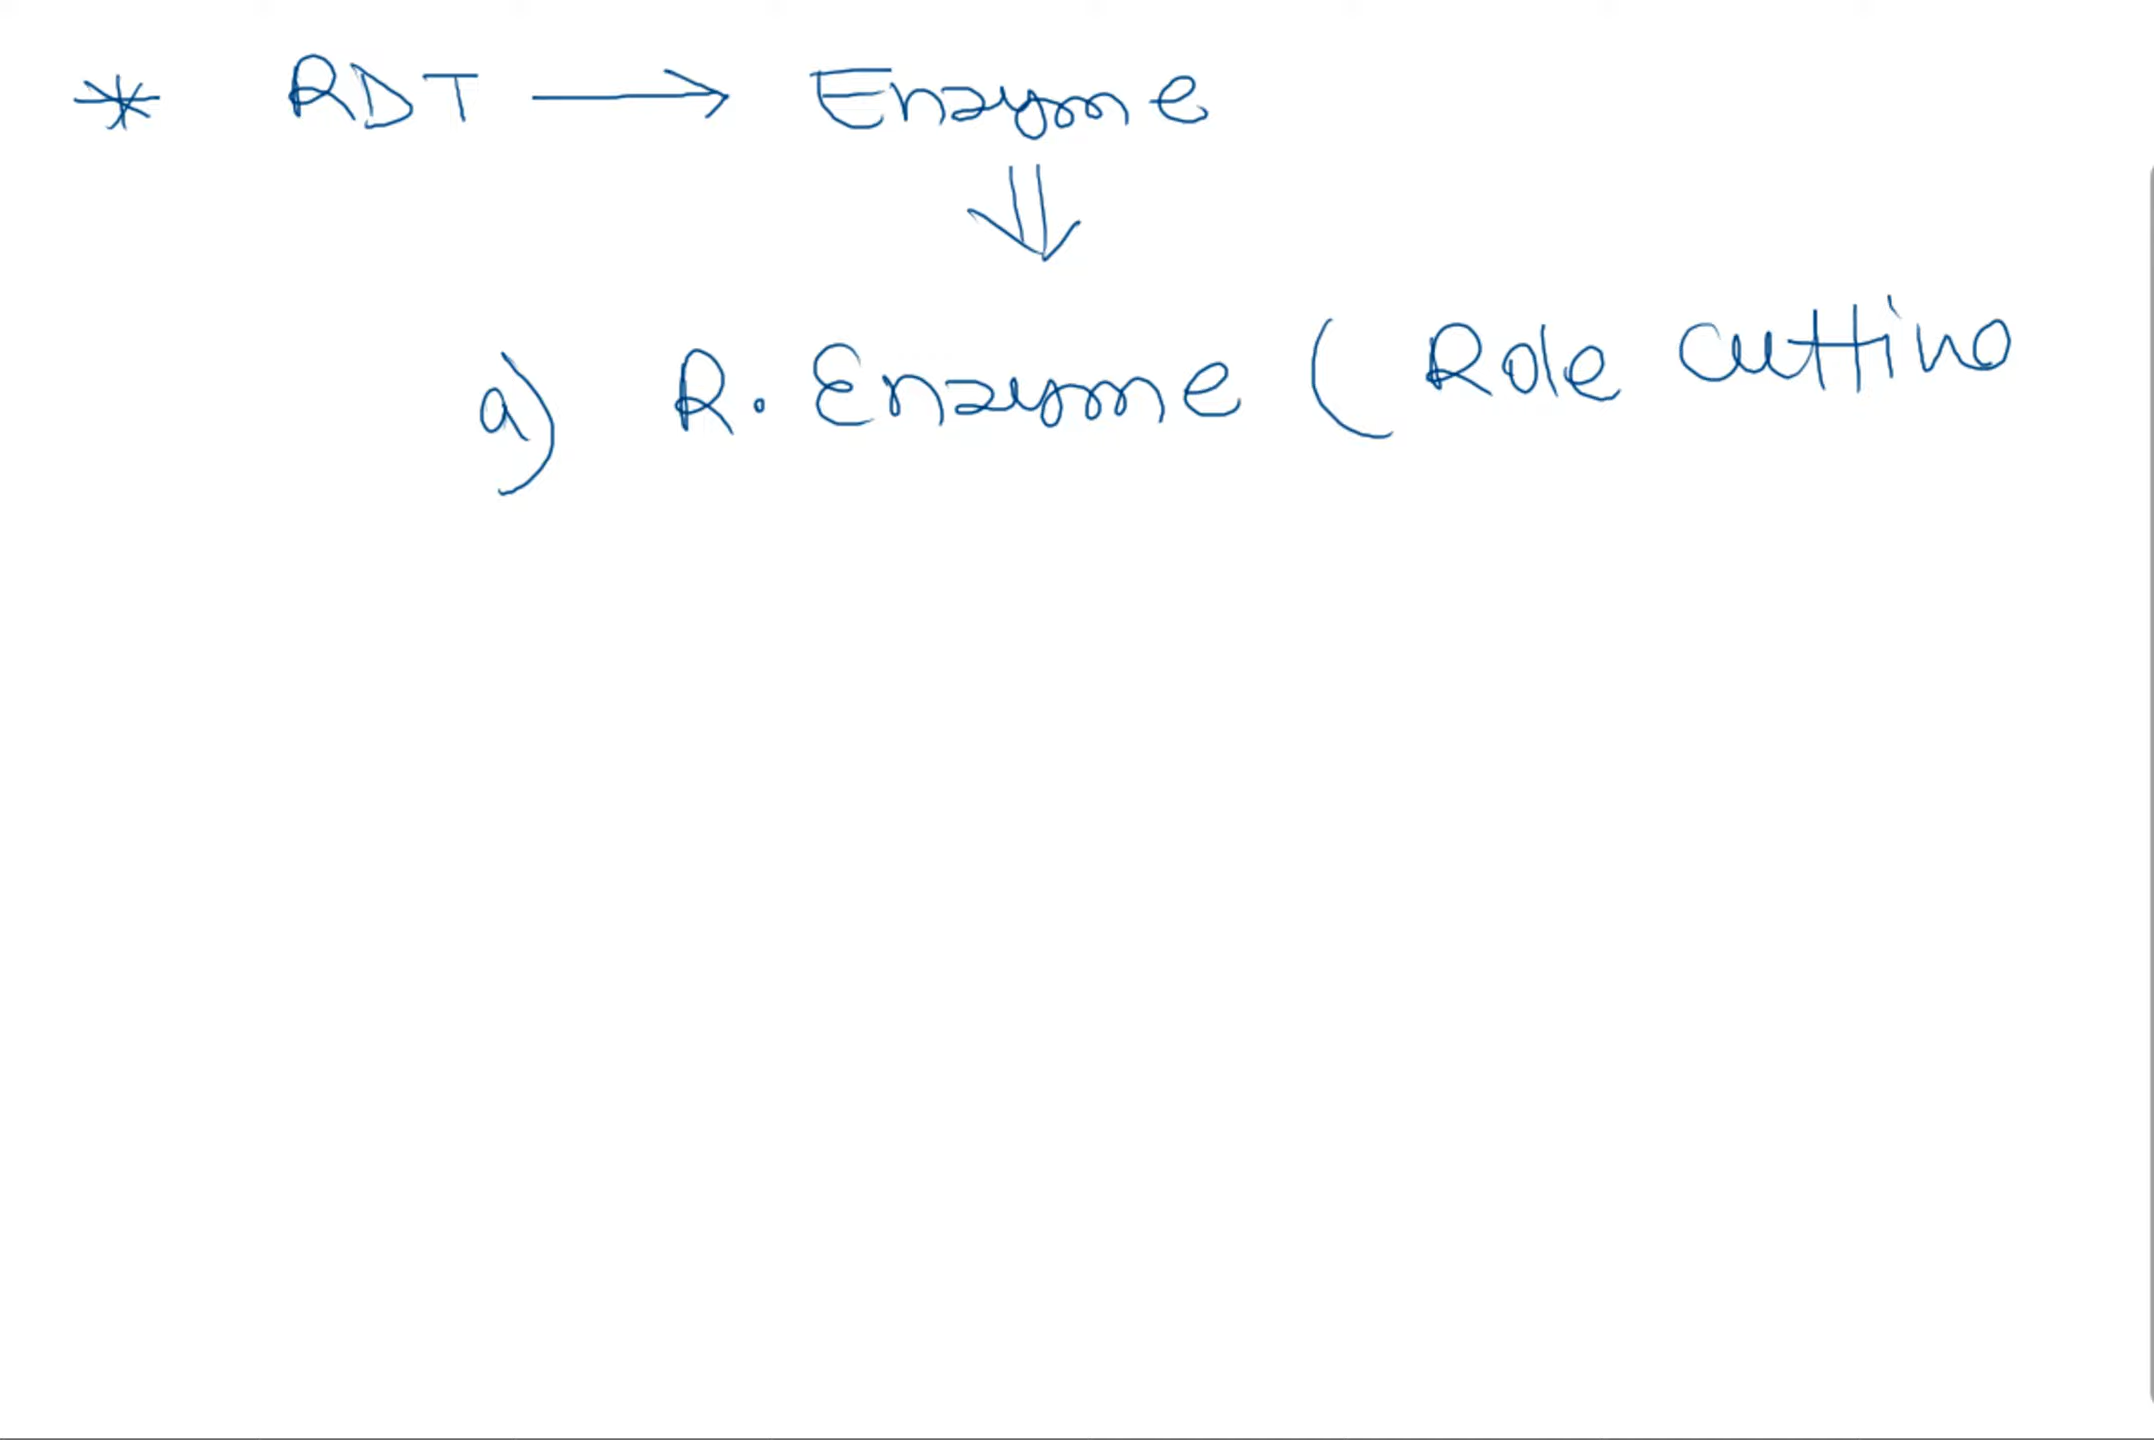 * RDT → Enzyme
⇓
a) R. Enzyme ( Role cuttino